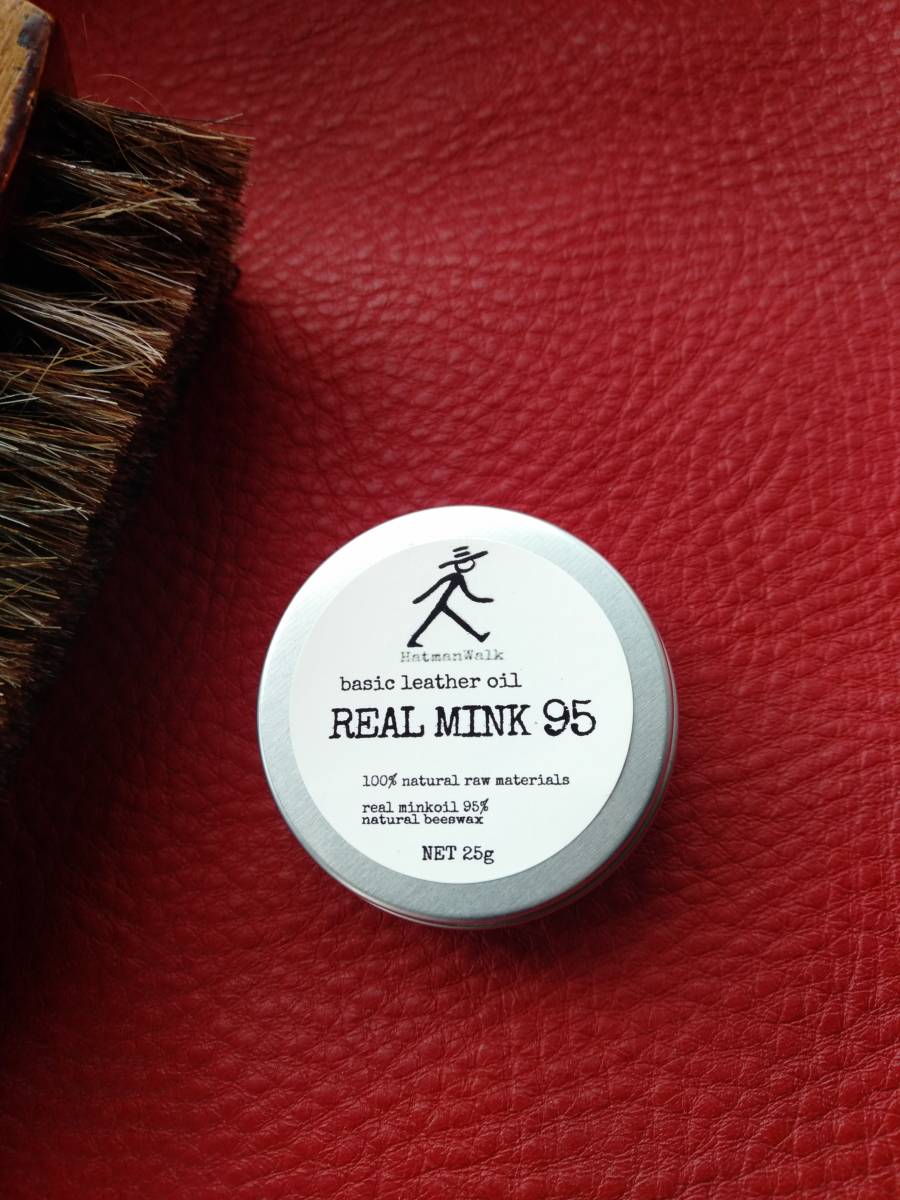 HatmanWalk
basic leather oil
REAL MINK 95
100% natural raw materials
real minkoil 95%
natural beeswax
NET 25g